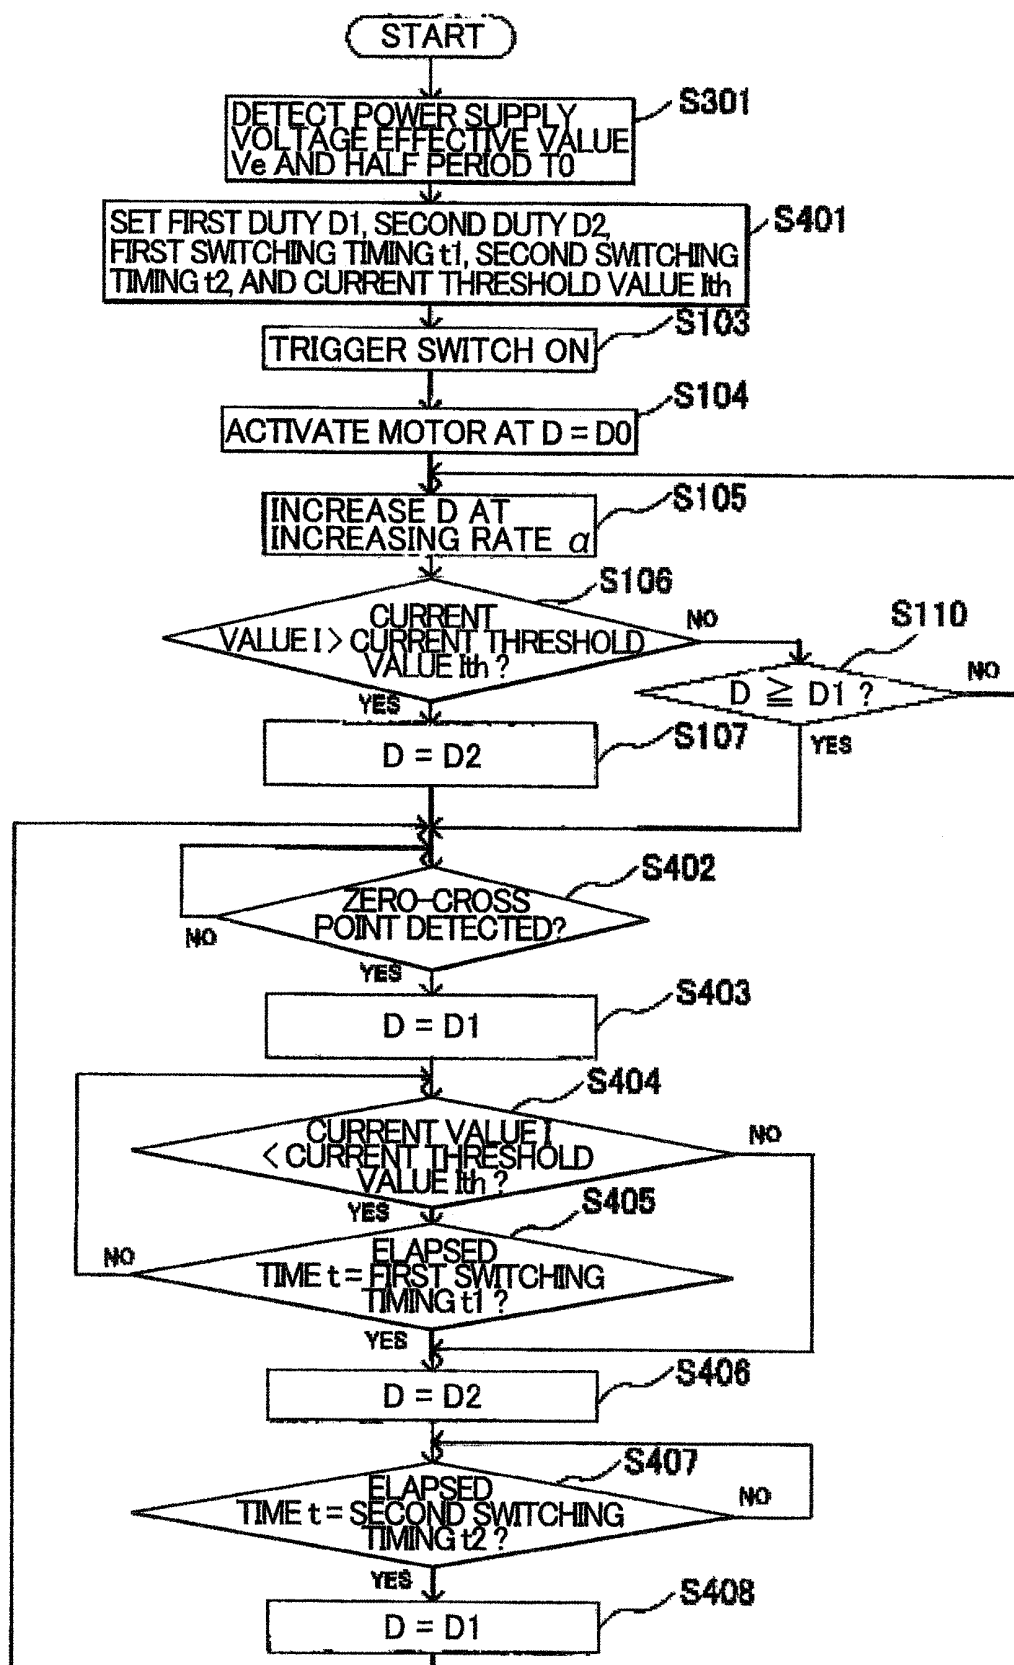 START
S301
DETECT POWER SUPPLY
VOLTAGE EFFECTIVE VALUE
Ve AND HALF PERIOD T0
S401
SET FIRST DUTY D1, SECOND DUTY D2,
FIRST SWITCHING TIMING t1, SECOND SWITCHING
TIMING t2, AND CURRENT THRESHOLD VALUE Ith
S103
TRIGGER SWITCH ON
S104
ACTIVATE MOTOR AT D = D0
S105
INCREASE D AT
INCREASING RATE α
S106
CURRENT
VALUE I > CURRENT THRESHOLD
VALUE Ith ?
NO
YES
S110
D ≧ D1 ?
NO
YES
S107
D = D2
S402
ZERO-CROSS
POINT DETECTED?
NO
YES
S403
D = D1
S404
CURRENT VALUE I
< CURRENT THRESHOLD
VALUE Ith ?
NO
YES
S405
ELAPSED
TIME t = FIRST SWITCHING
TIMING t1 ?
NO
YES
S406
D = D2
S407
ELAPSED
TIME t = SECOND SWITCHING
TIMING t2 ?
NO
YES
S408
D = D1